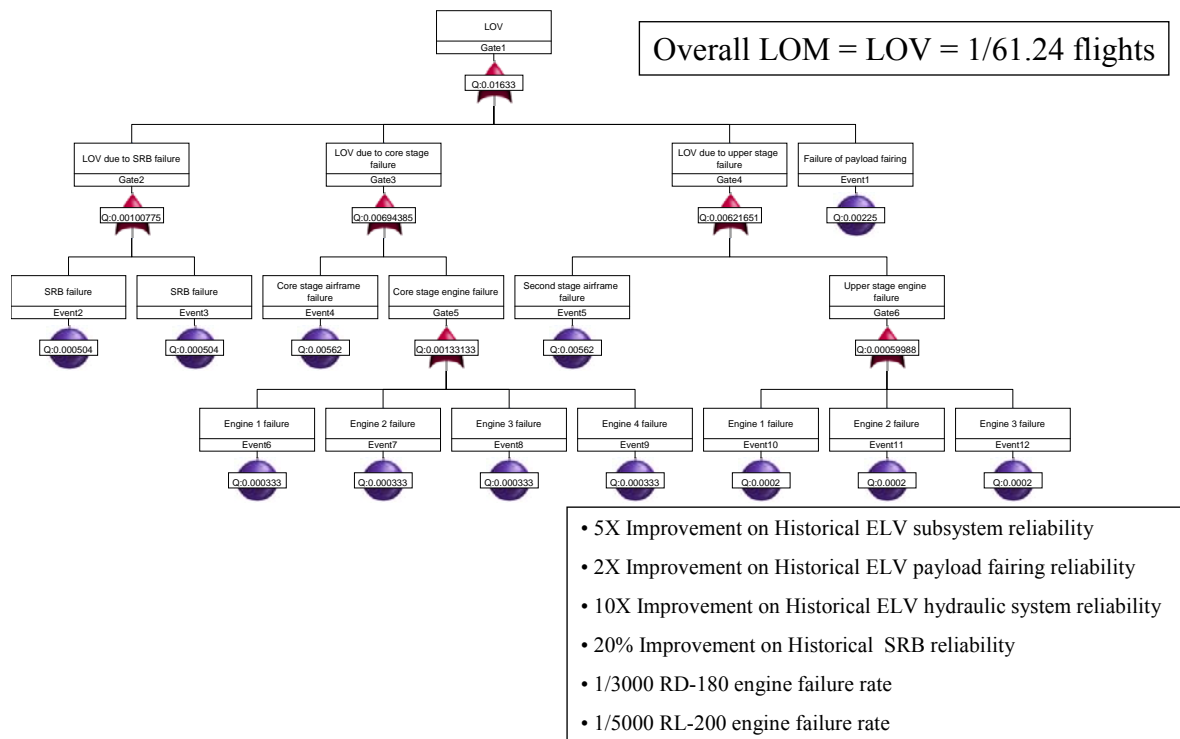 LOV
Gate1
Q:0.01633
Overall LOM = LOV = 1/61.24 flights
LOV due to SRB failure
Gate2
Q:0.00100775
LOV due to core stage
failure
Gate3
Q:0.00694385
LOV due to upper stage
failure
Gate4
Q:0.00621651
Failure of payload fairing
Event1
Q:0.00225
SRB failure
Event2
Q:0.000504
SRB failure
Event3
Q:0.000504
Core stage airframe
failure
Event4
Q:0.00562
Core stage engine failure
Gate5
Q:0.00133133
Second stage airframe
failure
Event5
Q:0.00562
Upper stage engine
failure
Gate6
Q:0.00059988
Engine 1 failure
Event6
Q:0.000333
Engine 2 failure
Event7
Q:0.000333
Engine 3 failure
Event8
Q:0.000333
Engine 4 failure
Event9
Q:0.000333
Engine 1 failure
Event10
Q:0.0002
Engine 2 failure
Event11
Q:0.0002
Engine 3 failure
Event12
Q:0.0002
• 5X Improvement on Historical ELV subsystem reliability
• 2X Improvement on Historical ELV payload fairing reliability
• 10X Improvement on Historical ELV hydraulic system reliability
• 20% Improvement on Historical SRB reliability
• 1/3000 RD-180 engine failure rate
• 1/5000 RL-200 engine failure rate